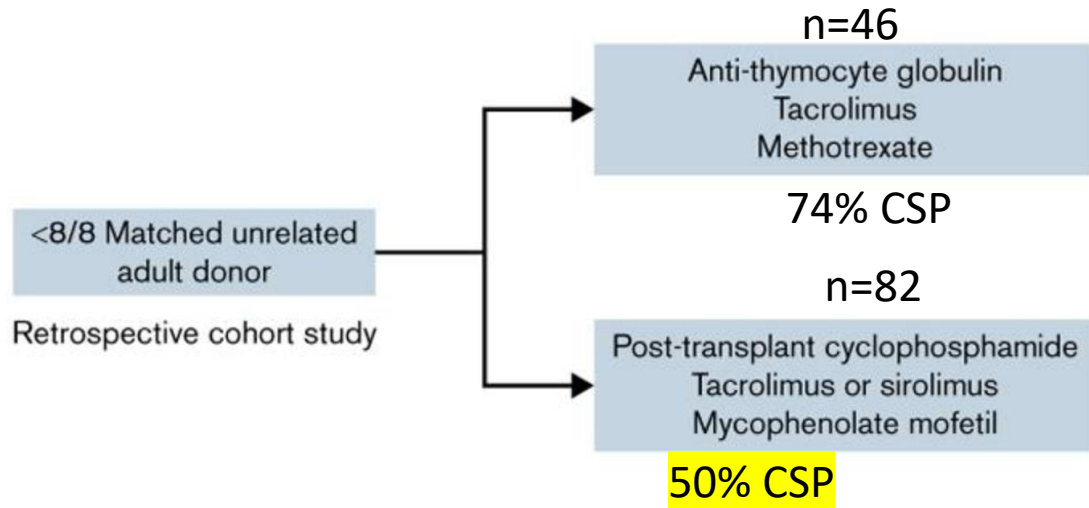 <8/8 Matched unrelated
adult donor
Retrospective cohort study
n=46
Anti-thymocyte globulin
Tacrolimus
Methotrexate
74% CSP
n=82
Post-transplant cyclophosphamide
Tacrolimus or sirolimus
Mycophenolate mofetil
50% CSP